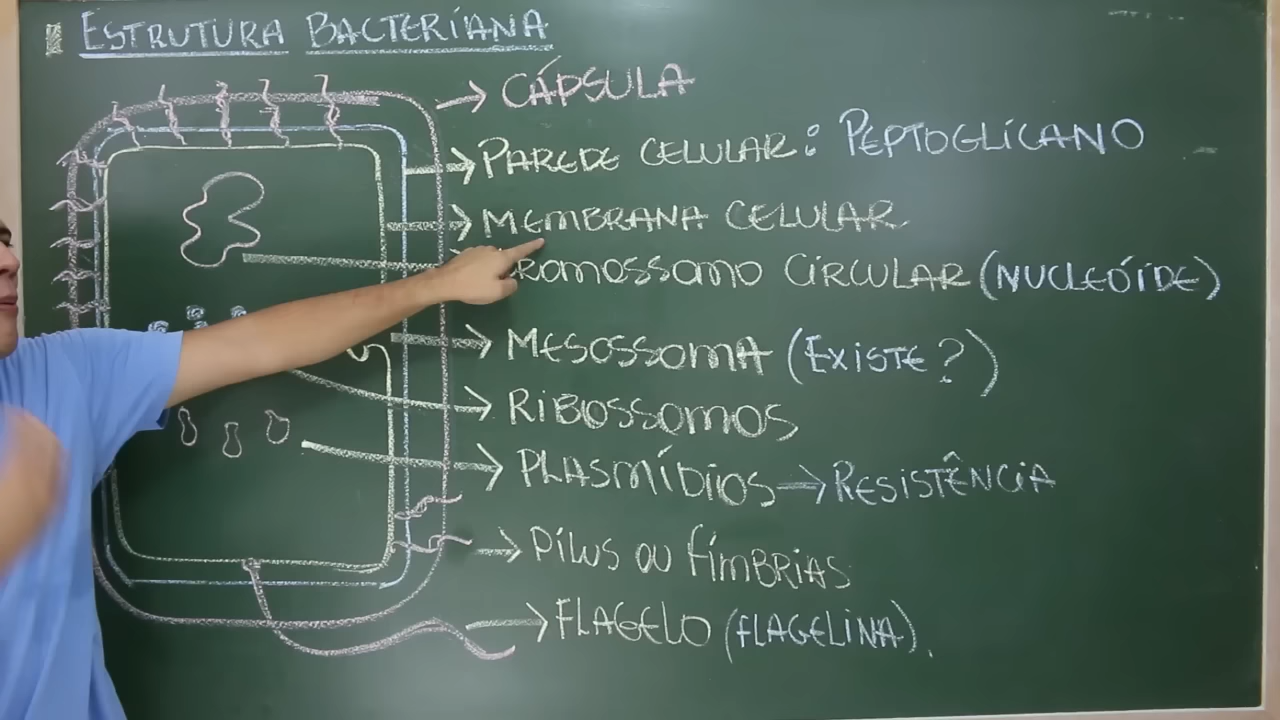 ESTRUTURA BACTERIANA
CÁPSULA
PAREDE CELULAR: PEPTOGLICANO
MEMBRANA CELULAR
CROMOSSOMO CIRCULAR (NUCLEÓIDE)
MESOSSOMA (EXISTE?)
RIBOSSOMOS
PLASMÍDIOS → RESISTÊNCIA
PÍLUS OU FÍMBRIAS
FLAGELO (FLAGELINA).